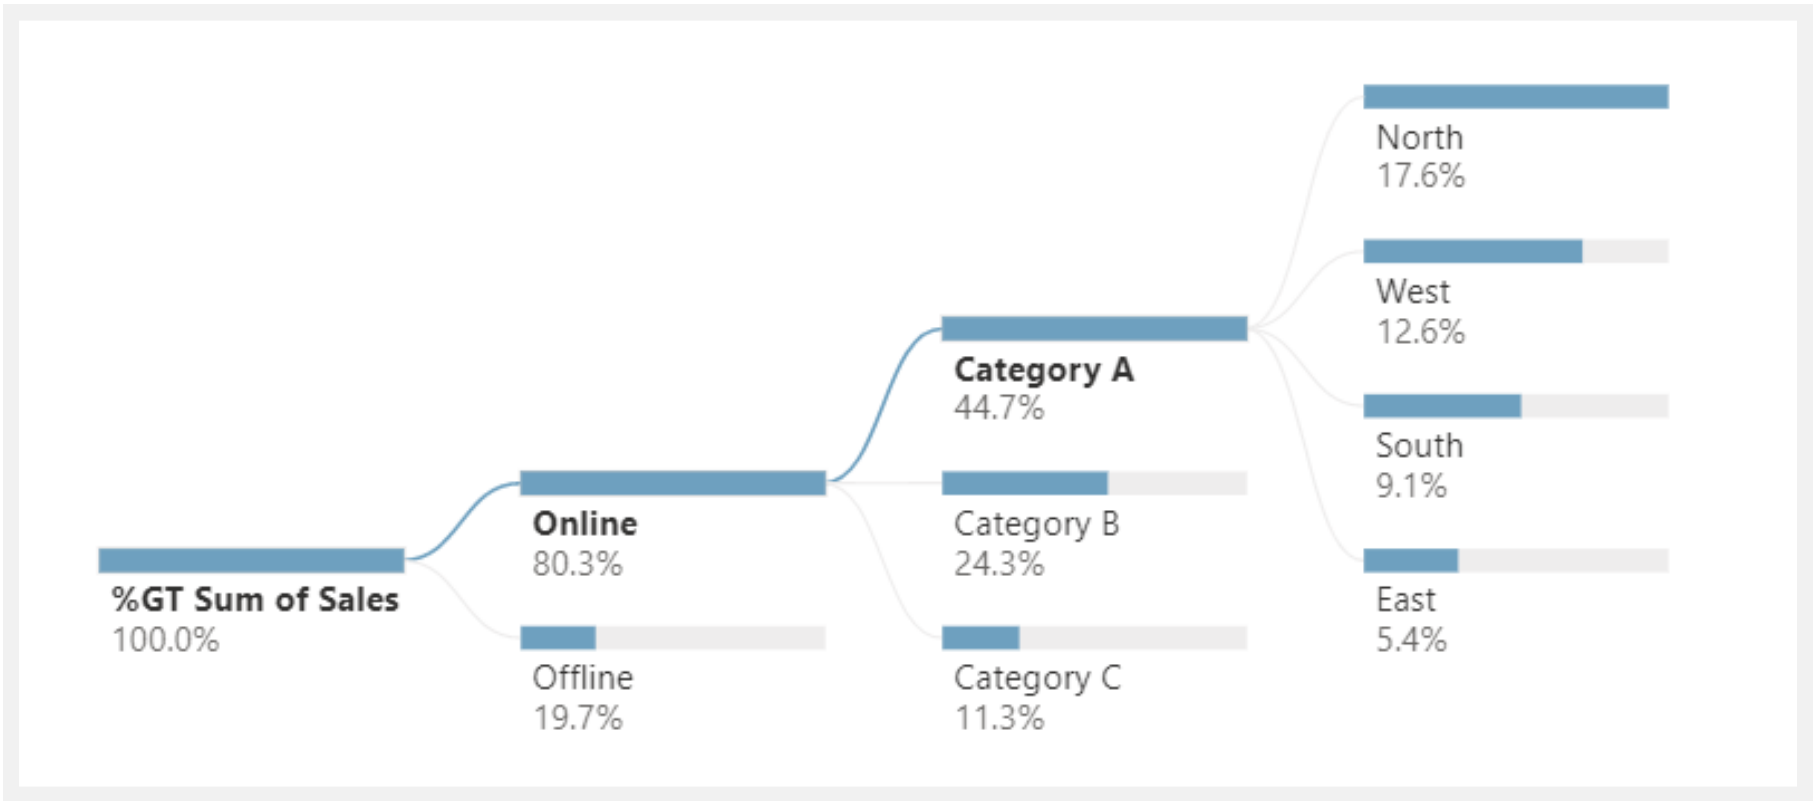 %GT Sum of Sales
100.0%
Online
80.3%
Offline
19.7%
Category A
44.7%
Category B
24.3%
Category C
11.3%
North
17.6%
West
12.6%
South
9.1%
East
5.4%